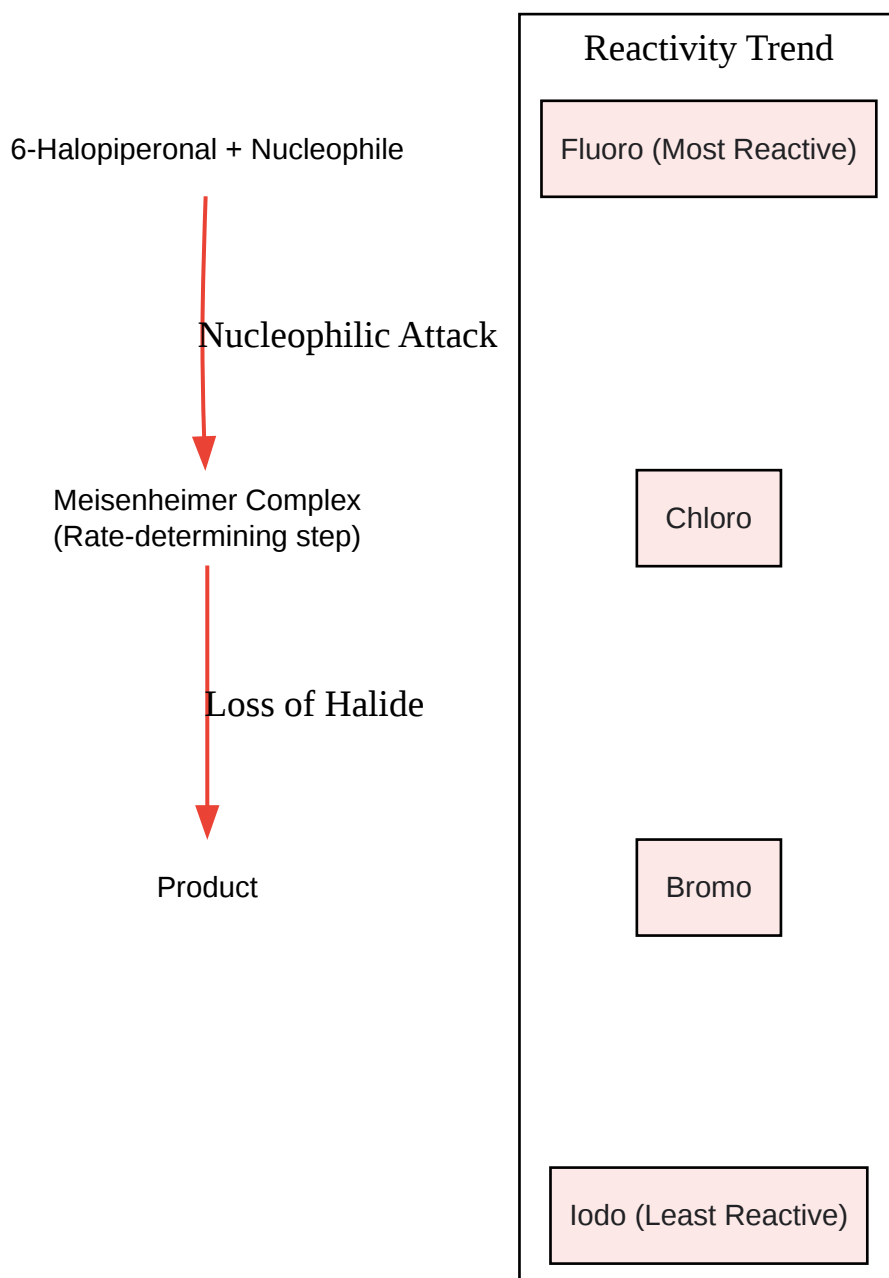 Reactivity Trend
6-Halopiperonal + Nucleophile
Fluoro (Most Reactive)
Nucleophilic Attack
Meisenheimer Complex
(Rate-determining step)
Chloro
Loss of Halide
Product
Bromo
Iodo (Least Reactive)